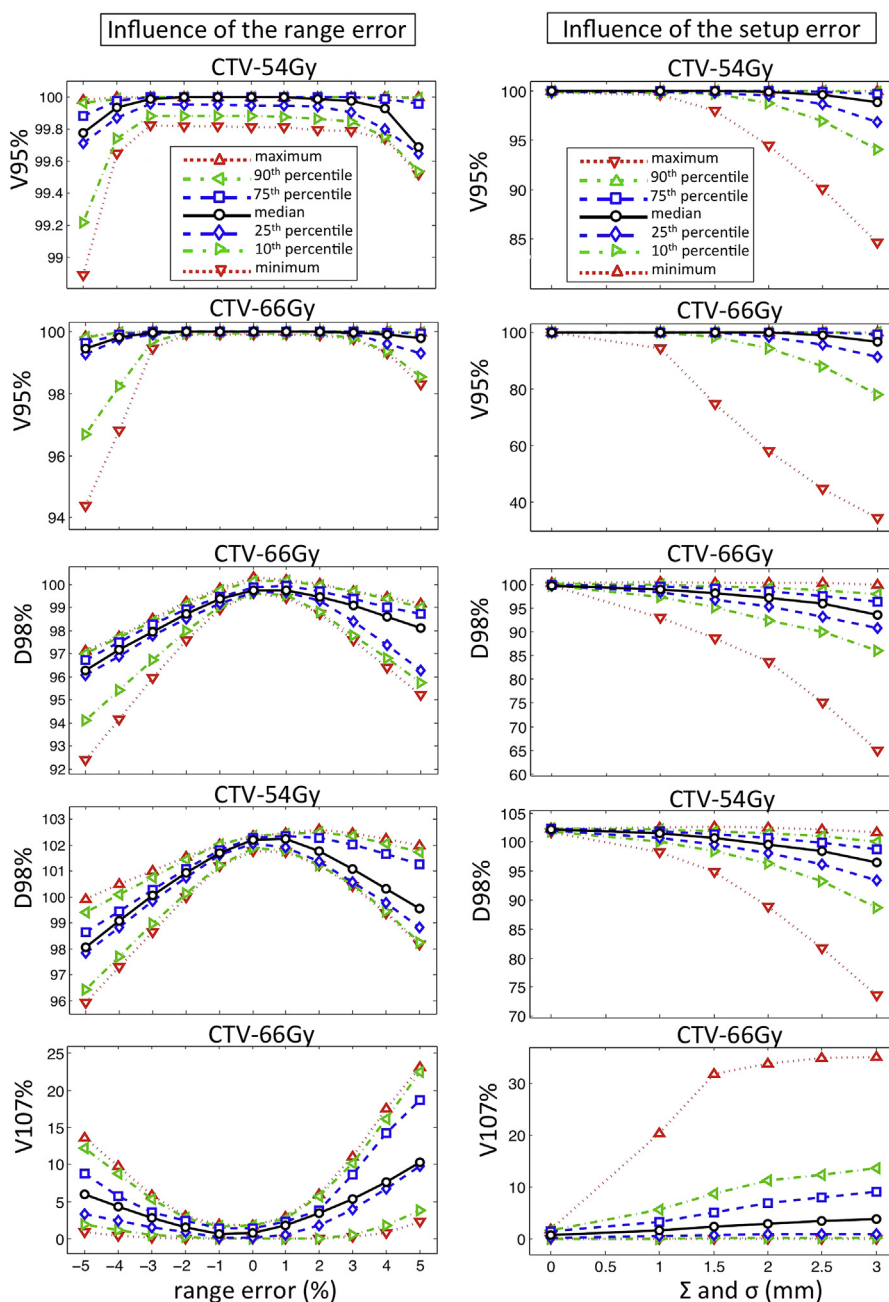 Influence of the range error
Influence of the setup error
CTV-54Gy
V95%
100
99.8
99.6
99.4
99.2
99
maximum
90th percentile
75th percentile
median
25th percentile
10th percentile
minimum
CTV-54Gy
V95%
100
95
90
85
maximum
90th percentile
75th percentile
median
25th percentile
10th percentile
minimum
CTV-66Gy
V95%
100
98
96
94
CTV-66Gy
V95%
100
80
60
40
CTV-66Gy
D98%
100
99
98
97
96
95
94
93
92
CTV-66Gy
D98%
100
95
90
85
80
75
70
65
60
CTV-54Gy
D98%
103
102
101
100
99
98
97
96
CTV-54Gy
D98%
105
100
95
90
85
80
75
70
CTV-66Gy
V107%
25
20
15
10
5
0
−5 −4 −3 −2 −1 0 1 2 3 4 5
range error (%)
CTV-66Gy
V107%
30
20
10
0
0 0.5 1 1.5 2 2.5 3
Σ and σ (mm)